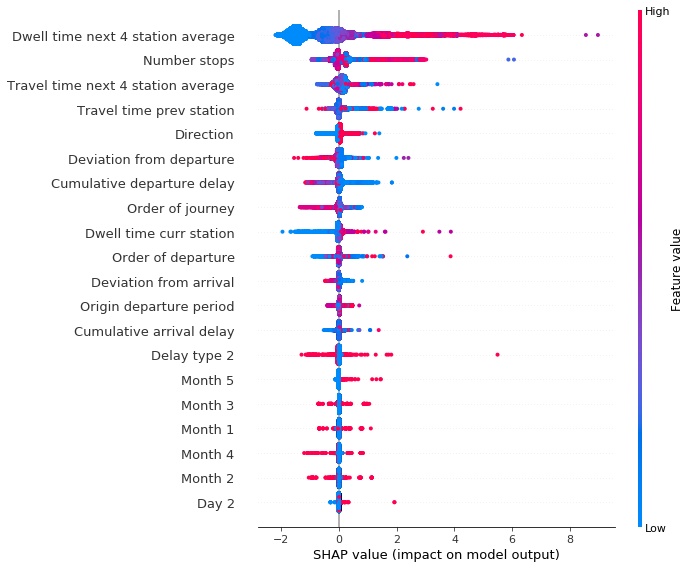 High
Dwell time next 4 station average
Number stops
Travel time next 4 station average
Travel time prev station
Direction
Deviation from departure
Cumulative departure delay
Order of journey
Dwell time curr station
Order of departure
Deviation from arrival
Origin departure period
Cumulative arrival delay
Delay type 2
Month 5
Month 3
Month 1
Month 4
Month 2
Day 2
Feature value
Low
−2 0 2 4 6 8
SHAP value (impact on model output)